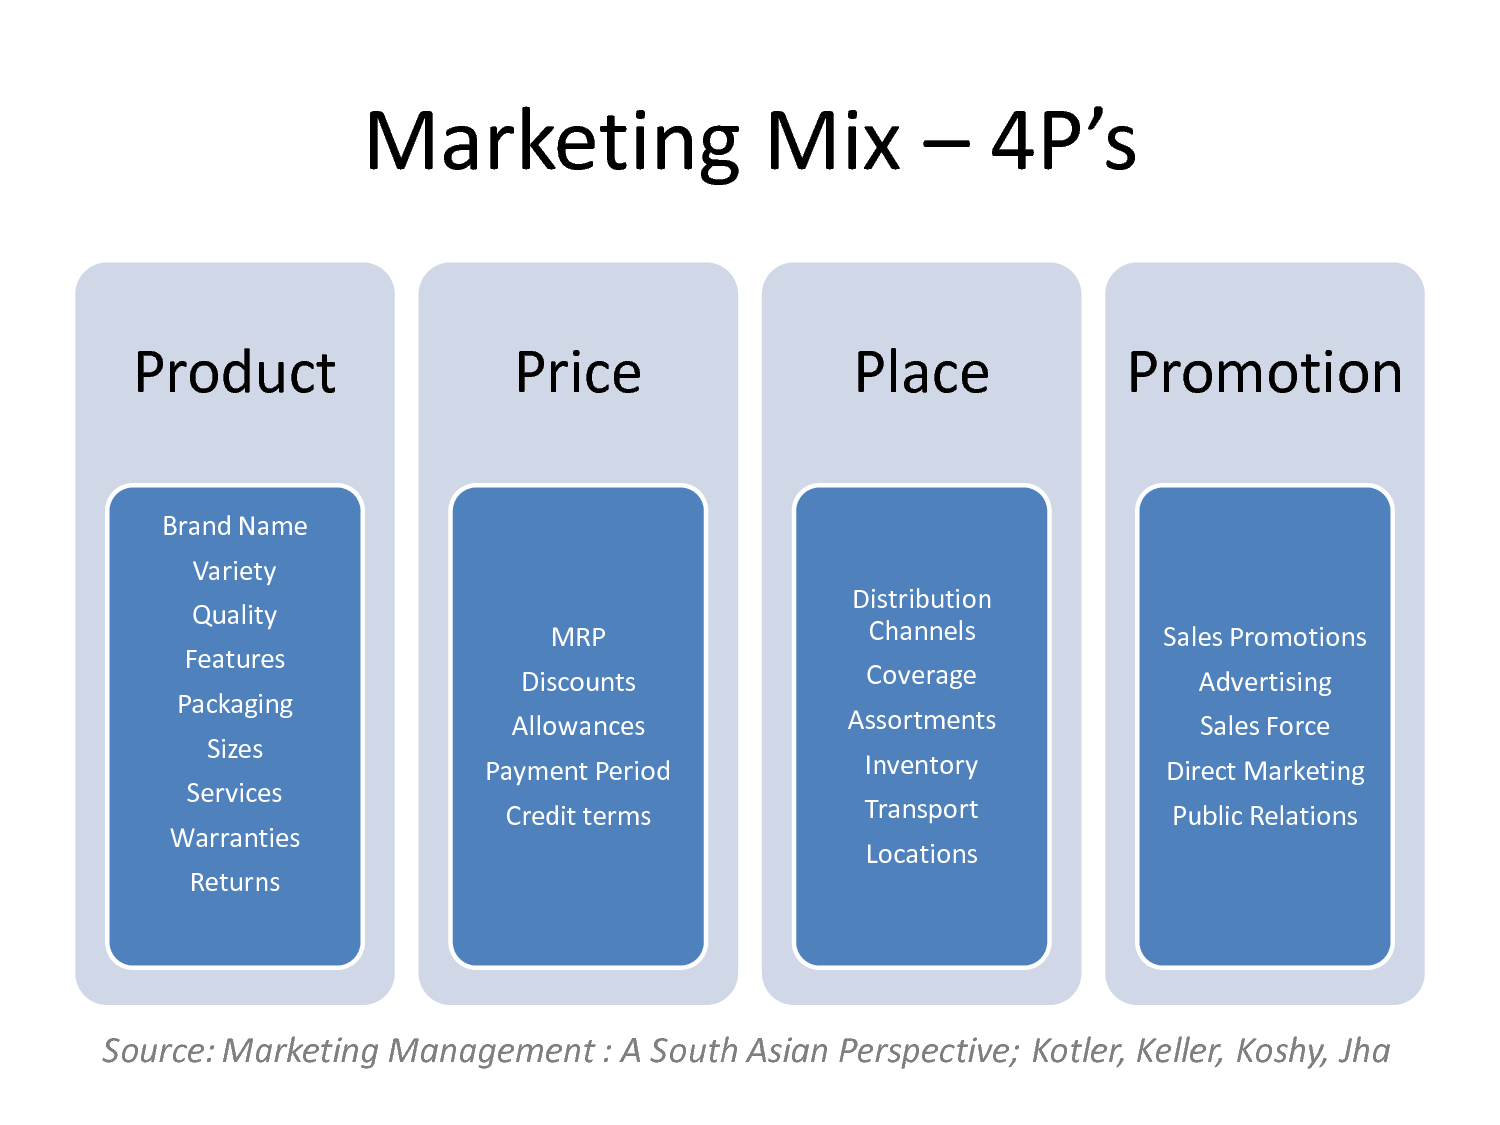 Marketing Mix – 4P’s
Product
Brand Name
Variety
Quality
Features
Packaging
Sizes
Services
Warranties
Returns
Price
MRP
Discounts
Allowances
Payment Period
Credit terms
Place
Distribution
Channels
Coverage
Assortments
Inventory
Transport
Locations
Promotion
Sales Promotions
Advertising
Sales Force
Direct Marketing
Public Relations
Source: Marketing Management : A South Asian Perspective; Kotler, Keller, Koshy, Jha